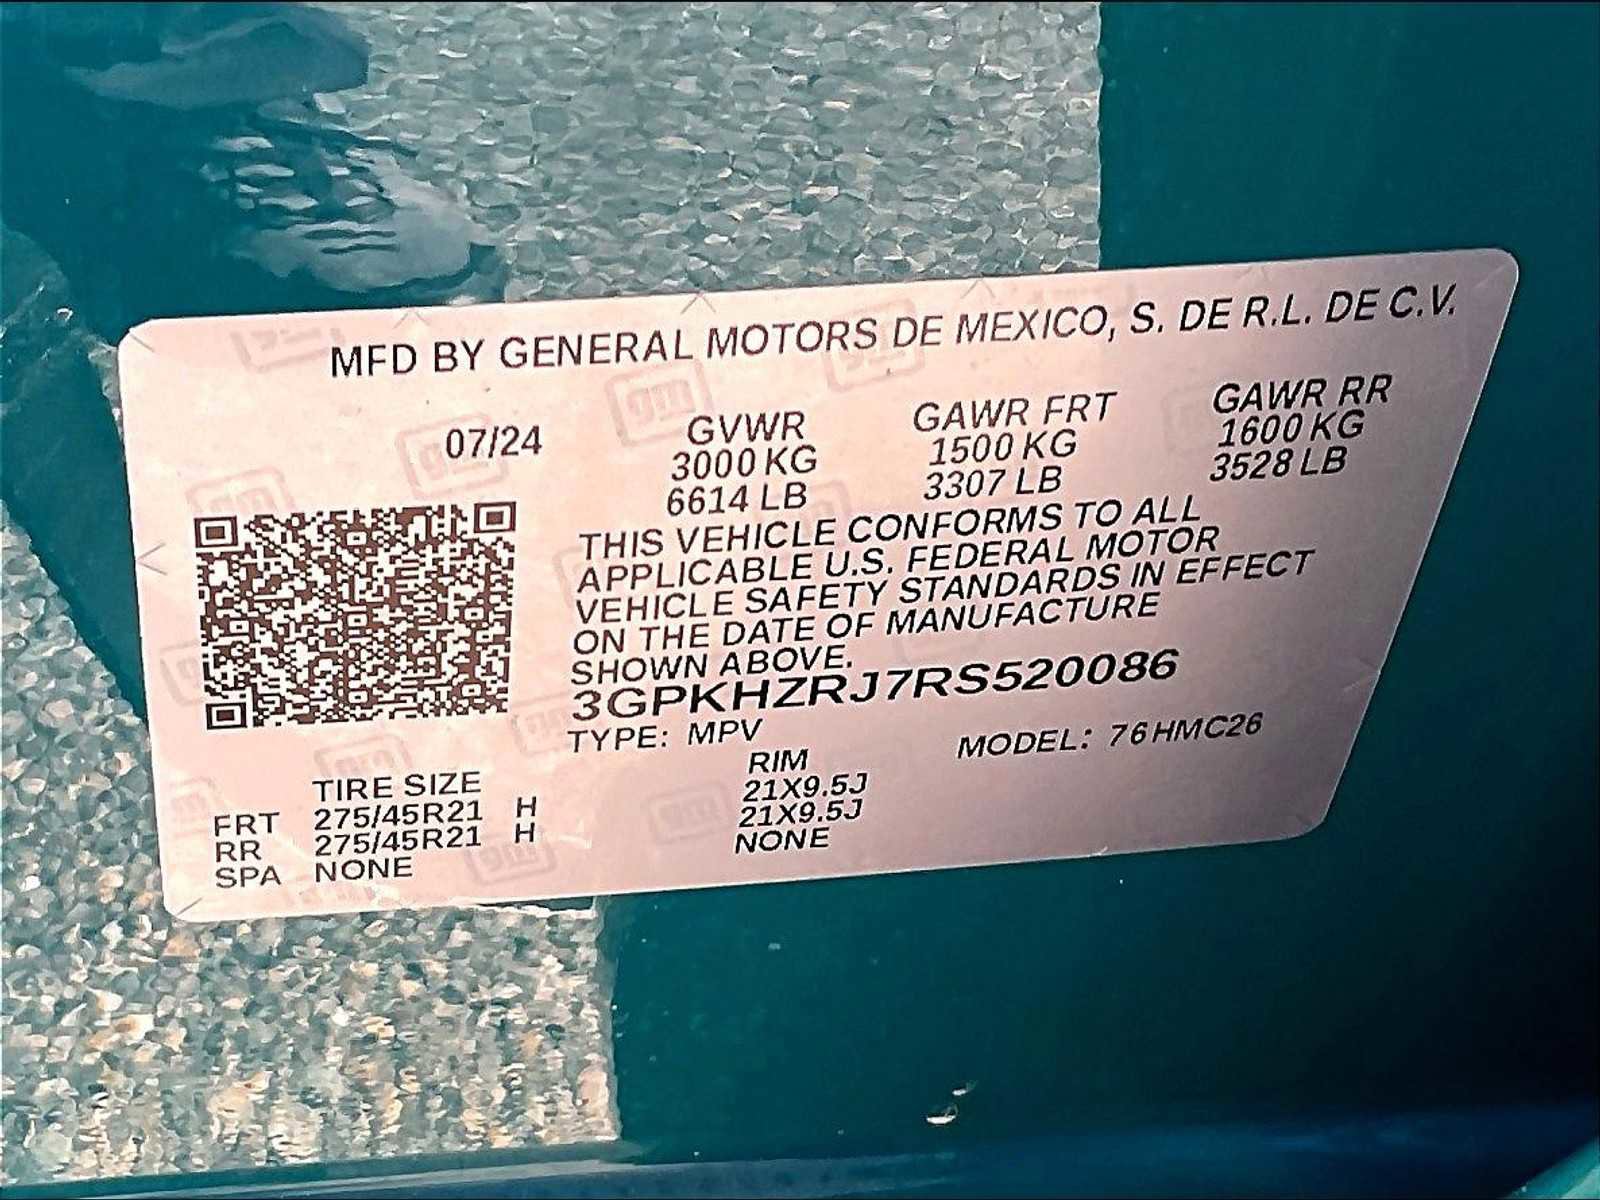 MFD BY GENERAL MOTORS DE MEXICO, S. DE R.L. DE C.V.
07/24 GVWR GAWR FRT GAWR RR
3000 KG 1500 KG 1600 KG
6614 LB 3307 LB 3528 LB
THIS VEHICLE CONFORMS TO ALL
APPLICABLE U.S. FEDERAL MOTOR
VEHICLE SAFETY STANDARDS IN EFFECT
ON THE DATE OF MANUFACTURE
SHOWN ABOVE.
3GPKHZRJ7RS520086
TYPE: MPV MODEL: 76HMC26
TIRE SIZE RIM
FRT 275/45R21 H 21X9.5J
RR 275/45R21 H 21X9.5J
SPA NONE NONE